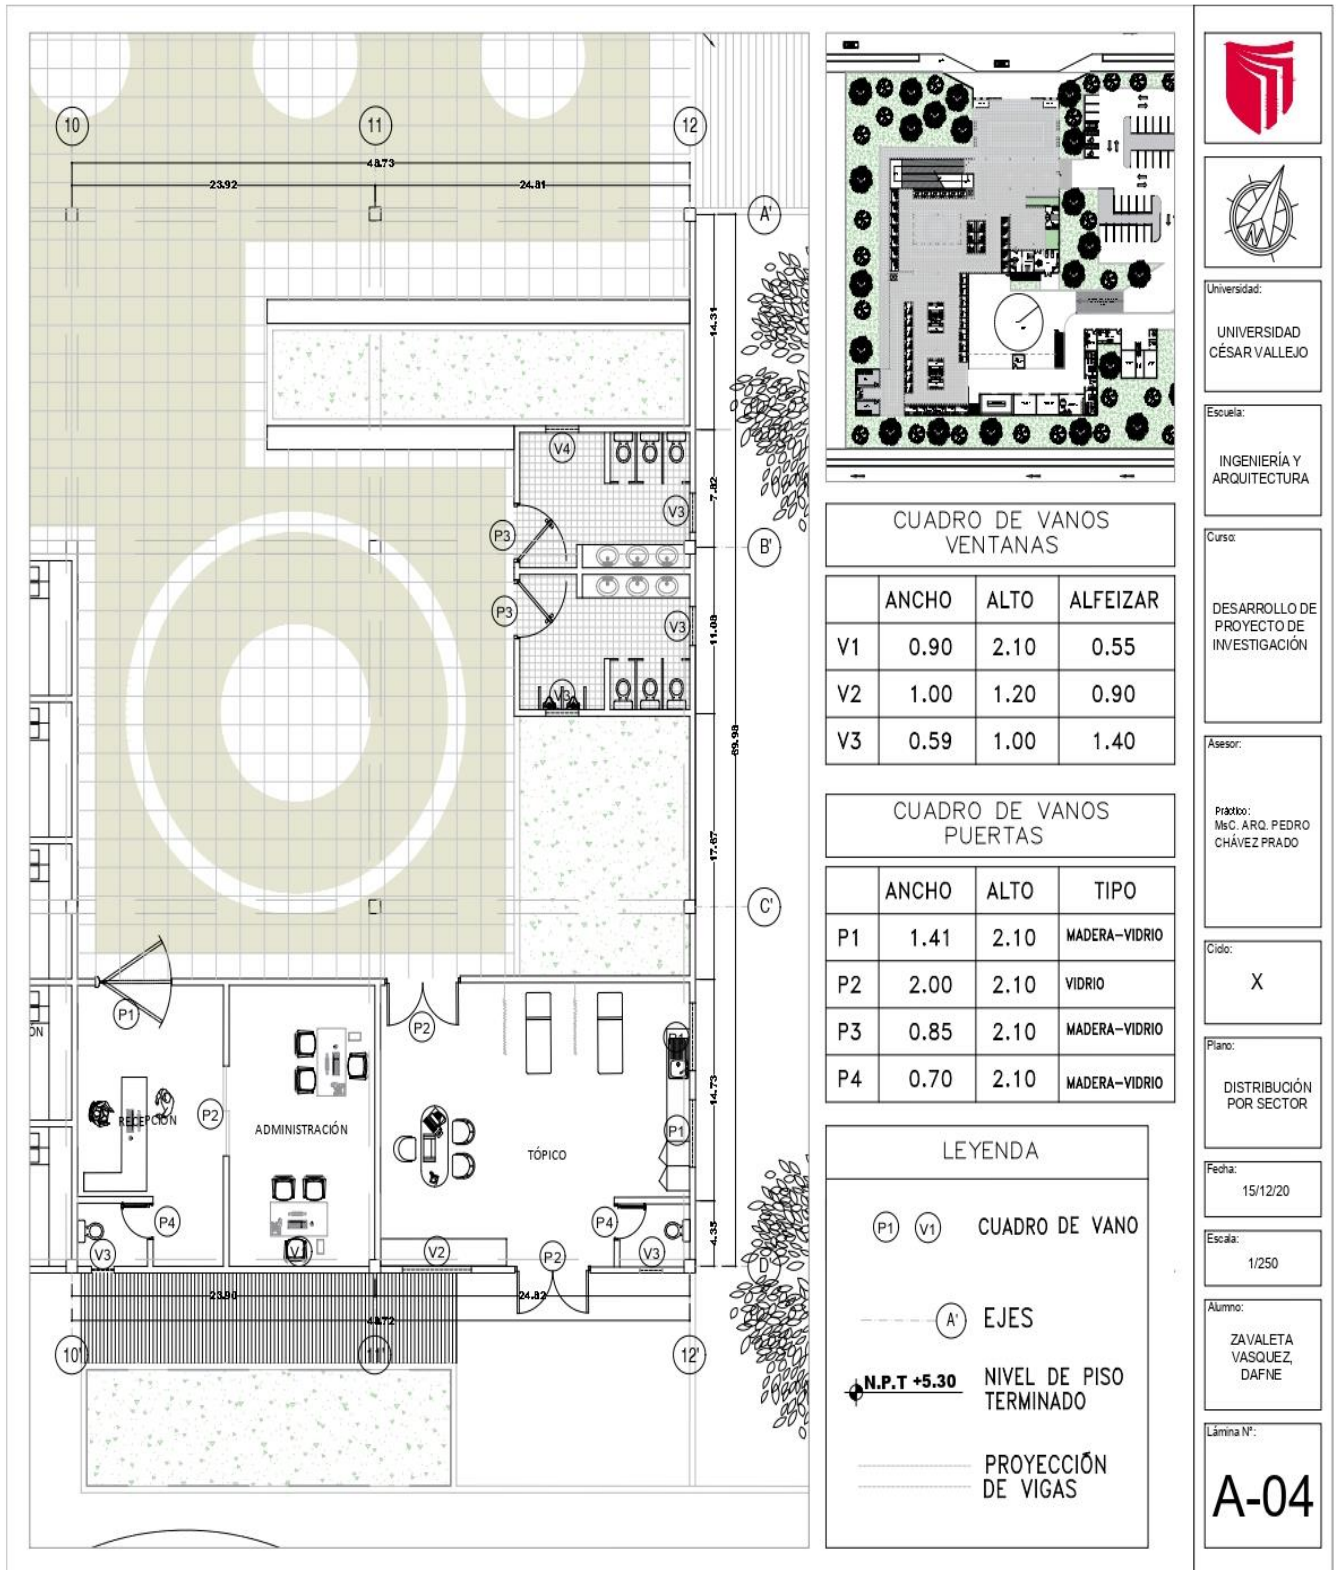 10
11
12
48.73
23.92
24.81
A'
14.31
V4
7.82
V3
P3
B'
P3
V3
11.08
V3
69.98
17.67
C'
P1
P2
ÓN
RECEPCIÓN
P2
ADMINISTRACIÓN
TÓPICO
P1
P1
14.73
P4
P4
4.35
V3
V1
V2
P2
V3
D'
23.90
24.82
48.72
10'
11'
12'
CUADRO DE VANOS
VENTANAS
ANCHO ALTO ALFEIZAR
V1 0.90 2.10 0.55
V2 1.00 1.20 0.90
V3 0.59 1.00 1.40
CUADRO DE VANOS
PUERTAS
ANCHO ALTO TIPO
P1 1.41 2.10 MADERA-VIDRIO
P2 2.00 2.10 VIDRIO
P3 0.85 2.10 MADERA-VIDRIO
P4 0.70 2.10 MADERA-VIDRIO
LEYENDA
P1 V1 CUADRO DE VANO
A' EJES
N.P.T +5.30 NIVEL DE PISO
TERMINADO
PROYECCIÓN
DE VIGAS
N
Universidad:
UNIVERSIDAD
CÉSAR VALLEJO
Escuela:
INGENIERÍA Y
ARQUITECTURA
Curso:
DESARROLLO DE
PROYECTO DE
INVESTIGACIÓN
Asesor:
Práctico:
MsC. ARQ. PEDRO
CHÁVEZ PRADO
Ciclo:
X
Plano:
DISTRIBUCIÓN
POR SECTOR
Fecha:
15/12/20
Escala:
1/250
Alumno:
ZAVALETA
VASQUEZ,
DAFNE
Lámina N°:
A-04